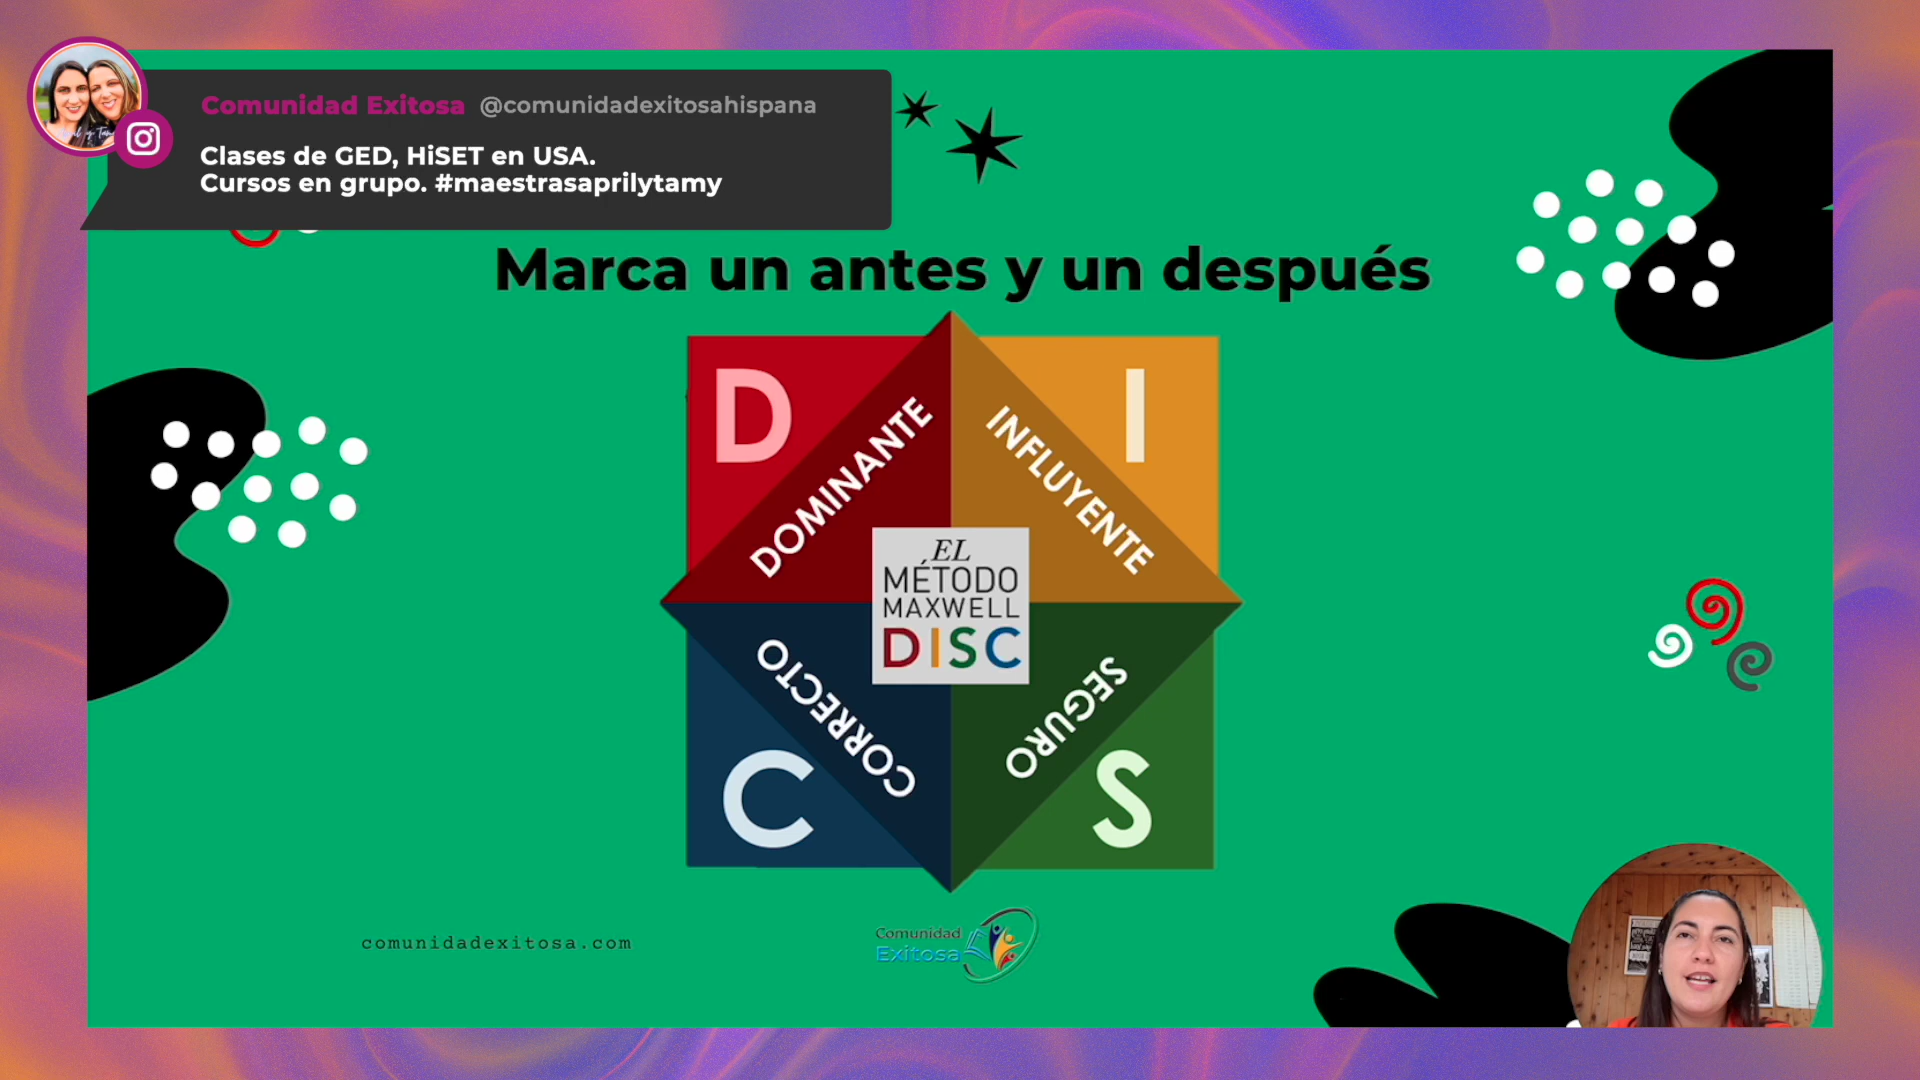 Comunidad Exitosa @comunidadexitosahispana
Clases de GED, HiSET en USA.
Cursos en grupo. #maestrasaprilytamy
Marca un antes y un después
D
I
DOMINANTE
INFLUYENTE
EL
MÉTODO
MAXWELL
DISC
CORRECTO
SEGURO
C
S
comunidadexitosa.com
Comunidad
Exitosa